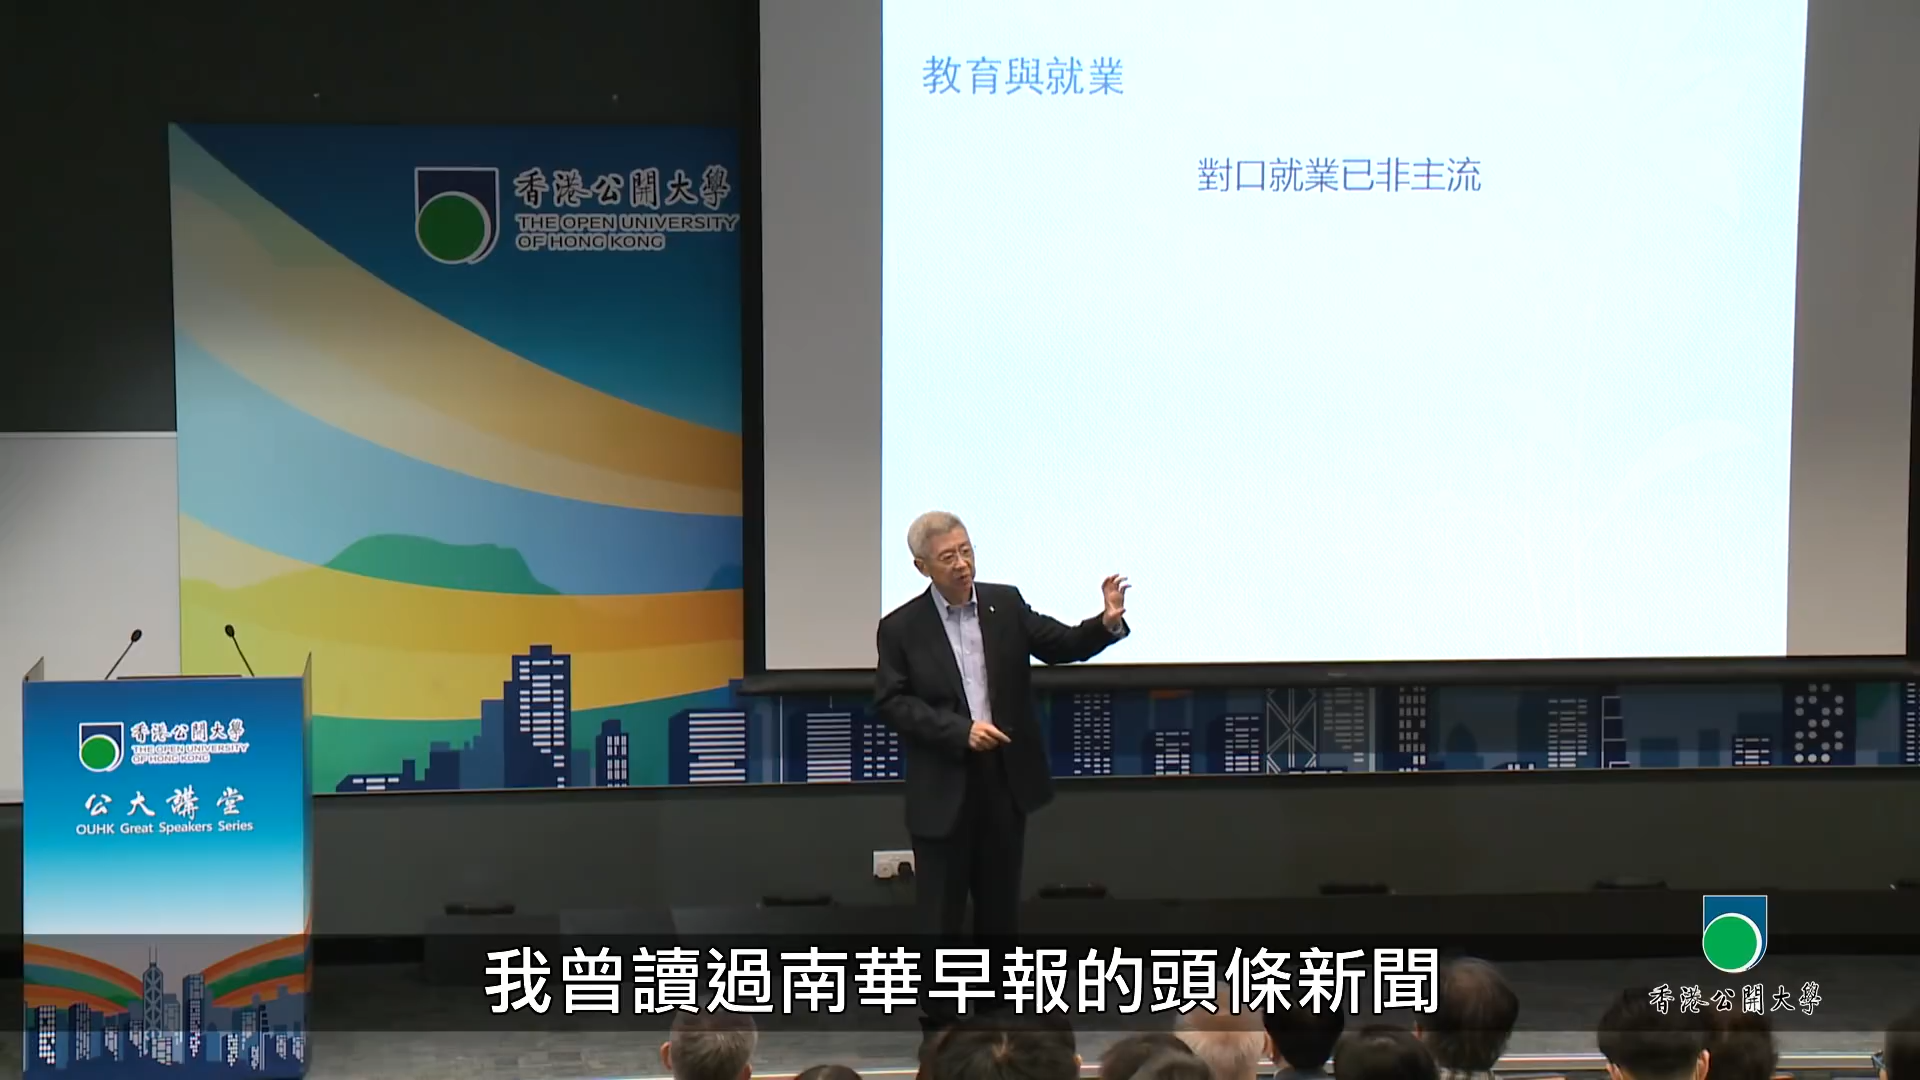 教育與就業
對口就業已非主流
香港公開大學
THE OPEN UNIVERSITY
OF HONG KONG
香港公開大學
THE OPEN UNIVERSITY
OF HONG KONG
公大講堂
OUHK Great Speakers Series
我曾讀過南華早報的頭條新聞
香港公開大學